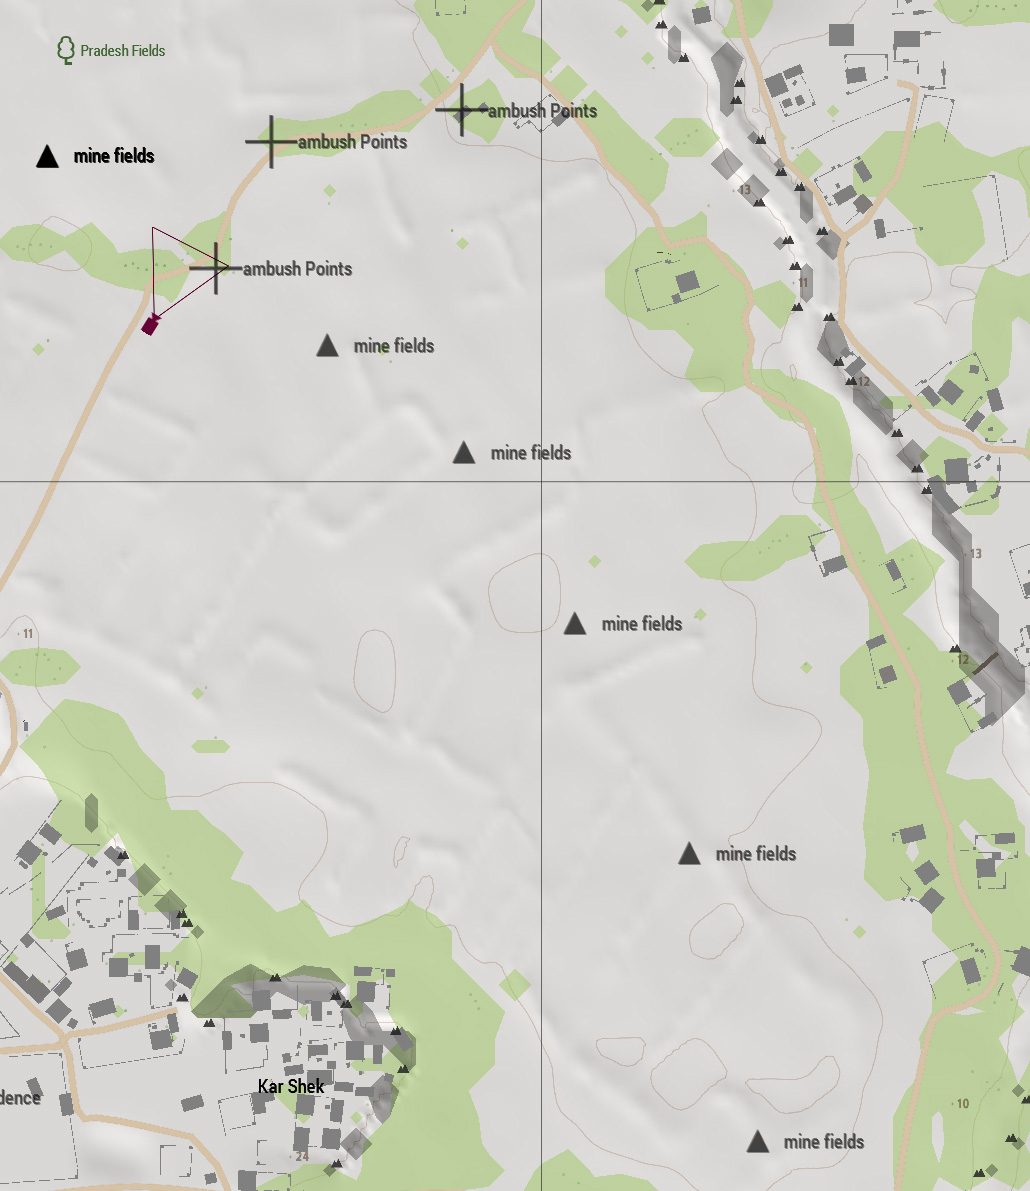 Pradesh Fields
ambush Points
ambush Points
mine fields
13
ambush Points
11
mine fields
12
mine fields
13
mine fields
11
12
mine fields
Kar Shek
dence
10
mine fields
24